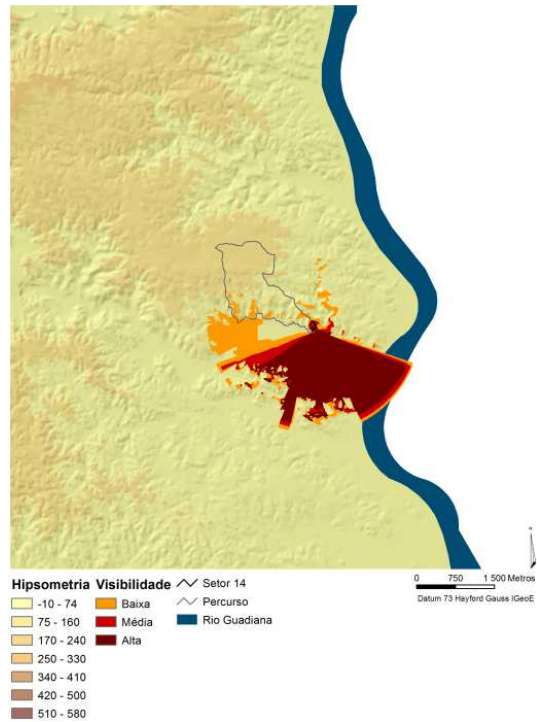 Hipsometria Visibilidade Setor 14
-10 - 74 Baixa Percurso
75 - 160 Média Rio Guadiana
170 - 240 Alta
250 - 330
340 - 410
420 - 500
510 - 580
0 750 1 500 Metros
Datum 73 Hayford Gauss IGeoE